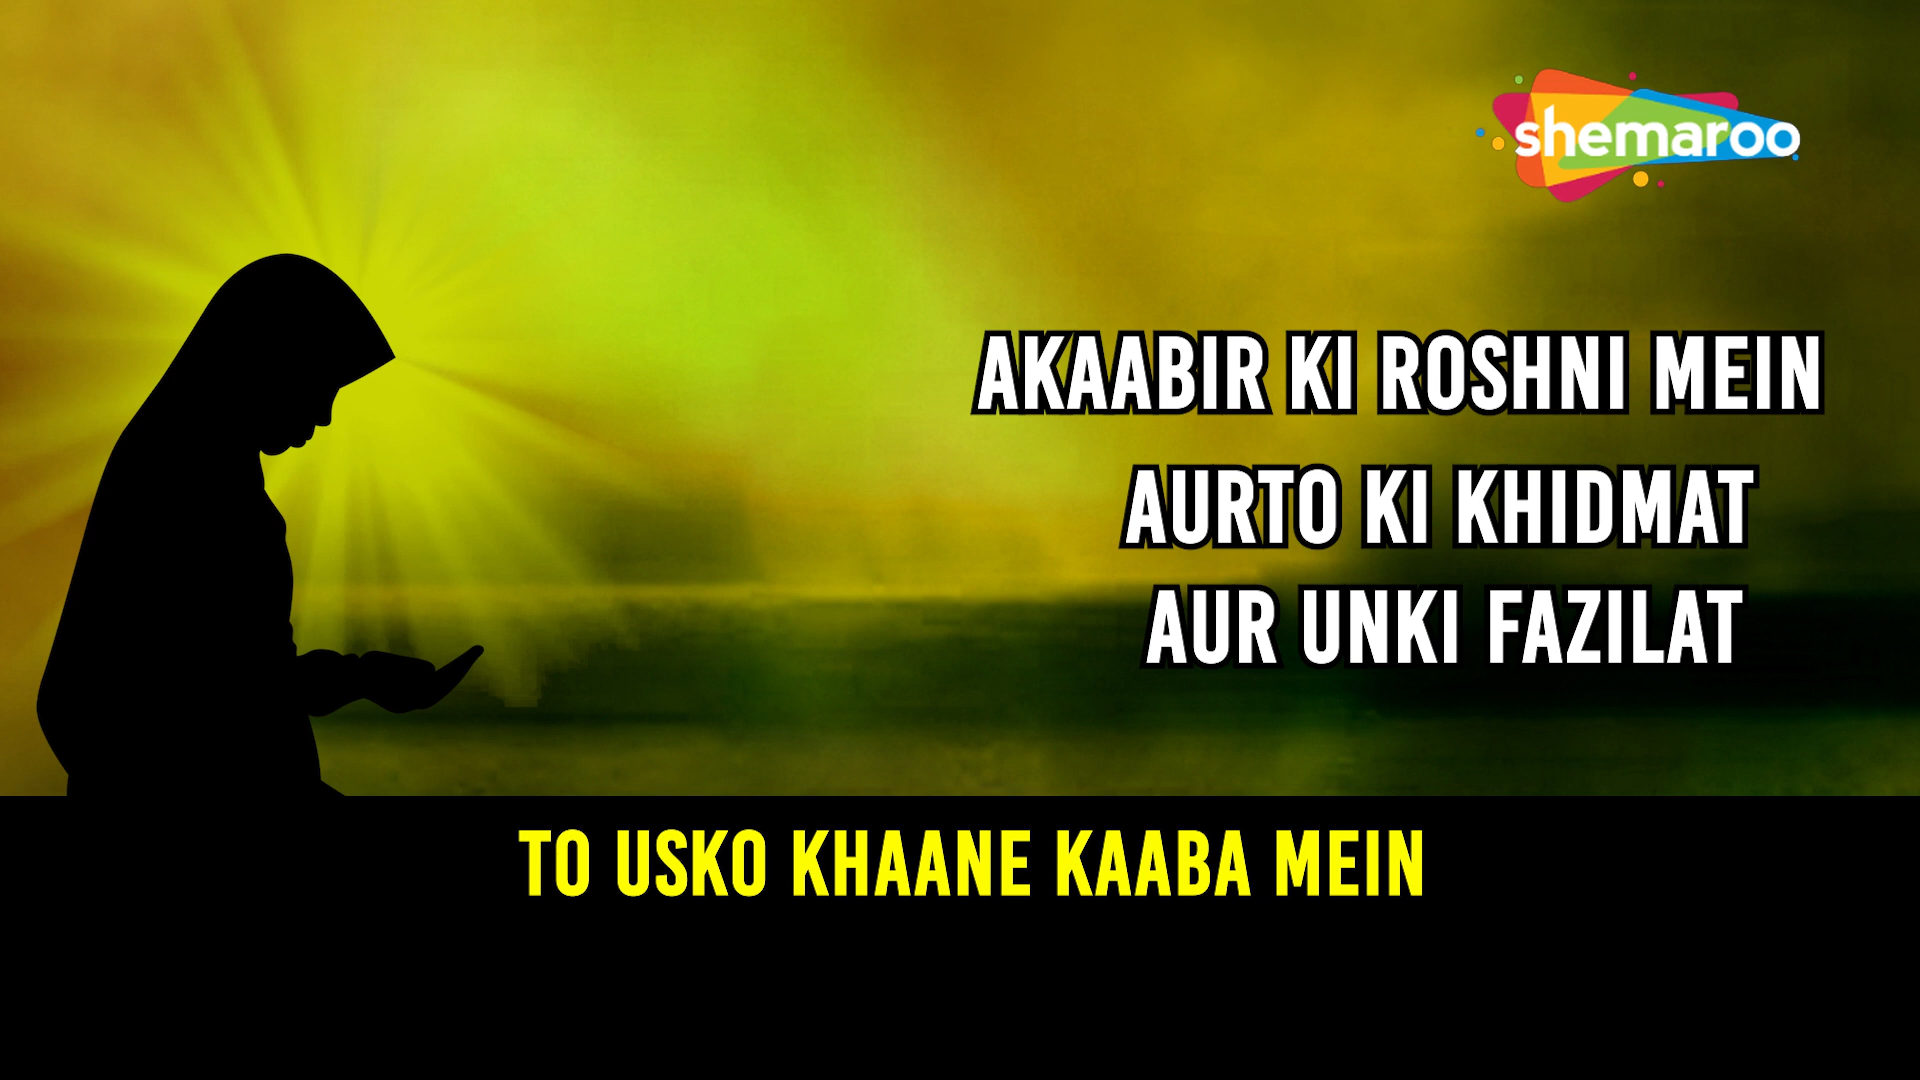 shemaroo
AKAABIR KI ROSHNI MEIN
AURTO KI KHIDMAT
AUR UNKI FAZILAT
TO USKO KHAANE KAABA MEIN